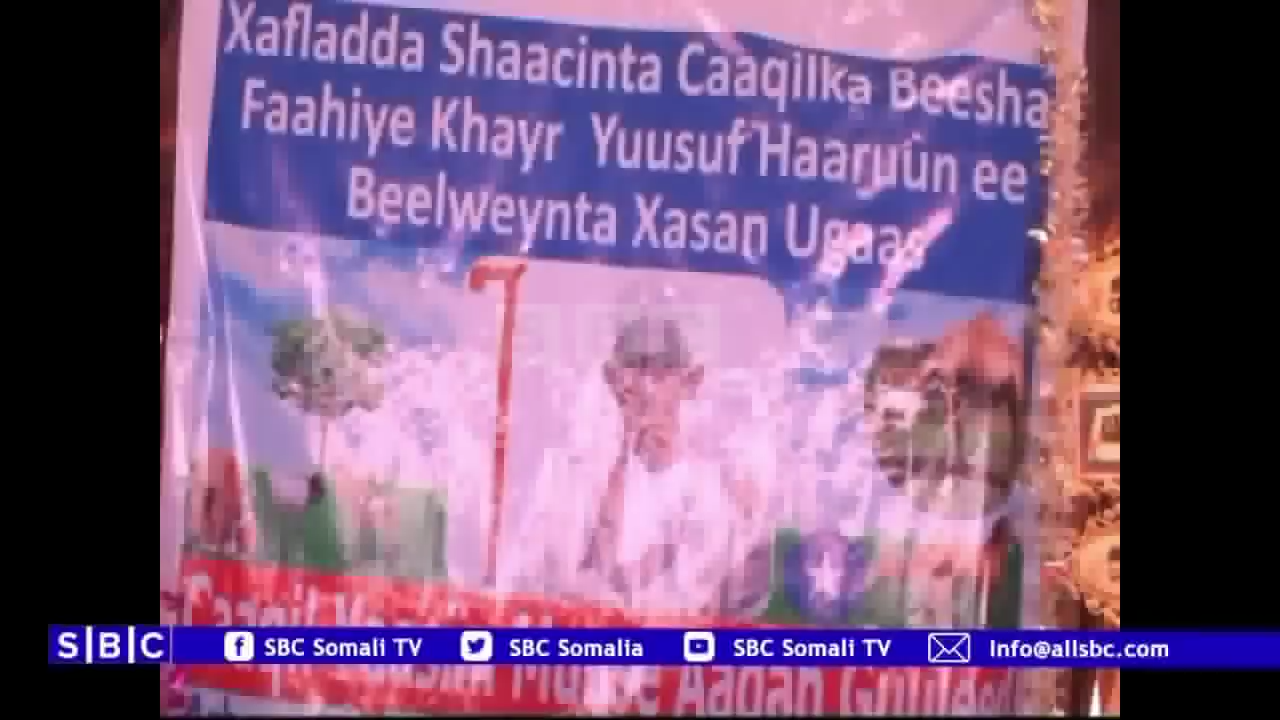 Xafladda Shaacinta Caaqilka Beesha
Faahiye Khayr Yuusuf Haaruun ee
Beelweynta Xasan Ugaas
SBC SBC Somali TV SBC Somalia SBC Somali TV Info@allsbc.com
Aadan